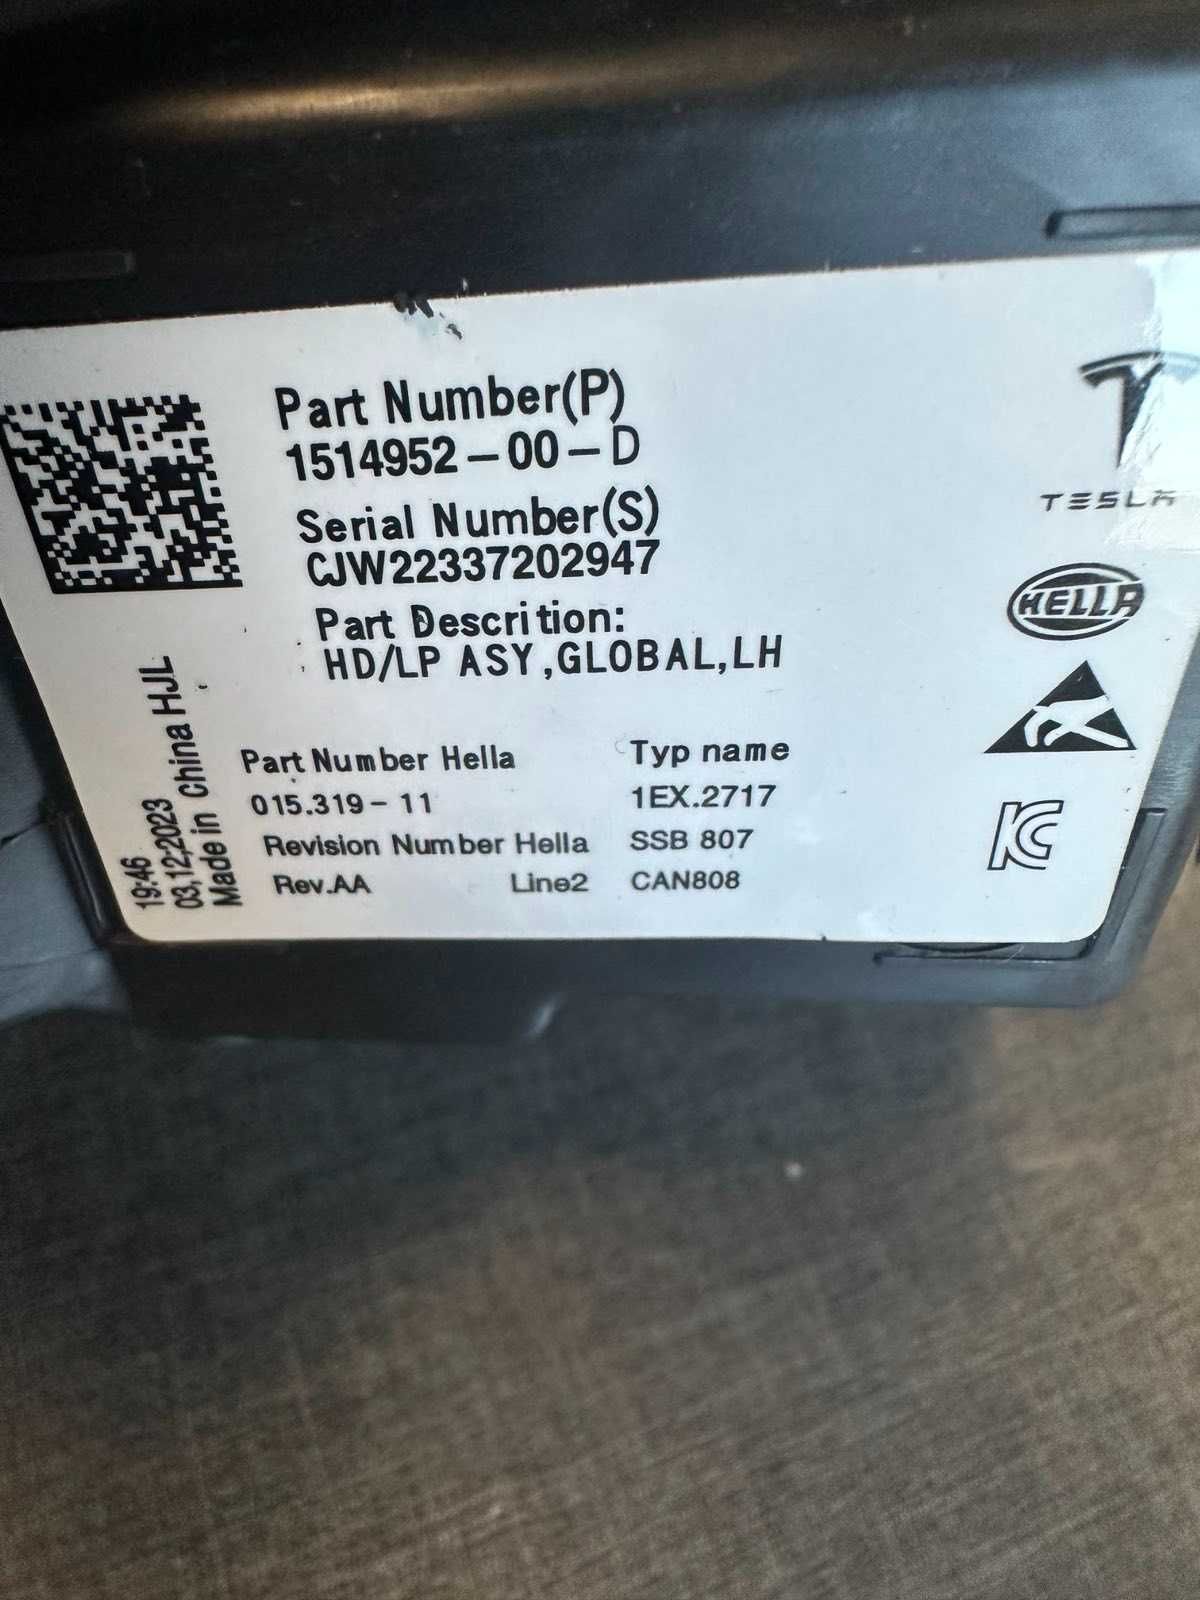 Part Number(P)
1514952-00-D
Serial Number(S)
CJW22337202947
Part Descrition:
HD/LP ASY,GLOBAL,LH
TESLA
HELLA
Part Number Hella
015.319-11
Revision Number Hella
Rev.AA Line2
Typ name
1EX.2717
SSB 807
CAN808
19:46
03,12,2023
Made in China HJL
KC